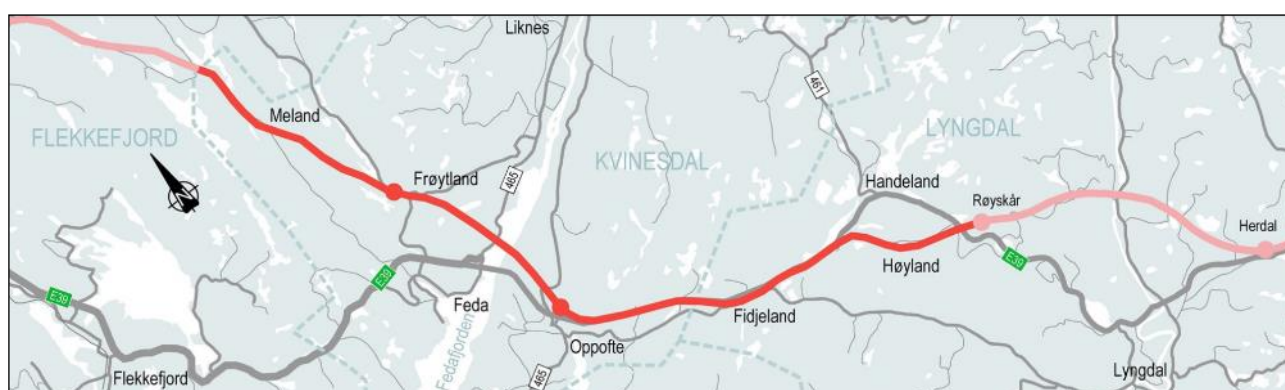 Liknes
461
Meland
FLEKKEFJORD
LYNGDAL
KVINESDAL
465
Frøytland
Handeland
Røyskår
Herdal
Høyland
E39
E39
E39
Feda
Fedafjorden
Fidjeland
Oppofte
465
Flekkefjord
Lyngdal